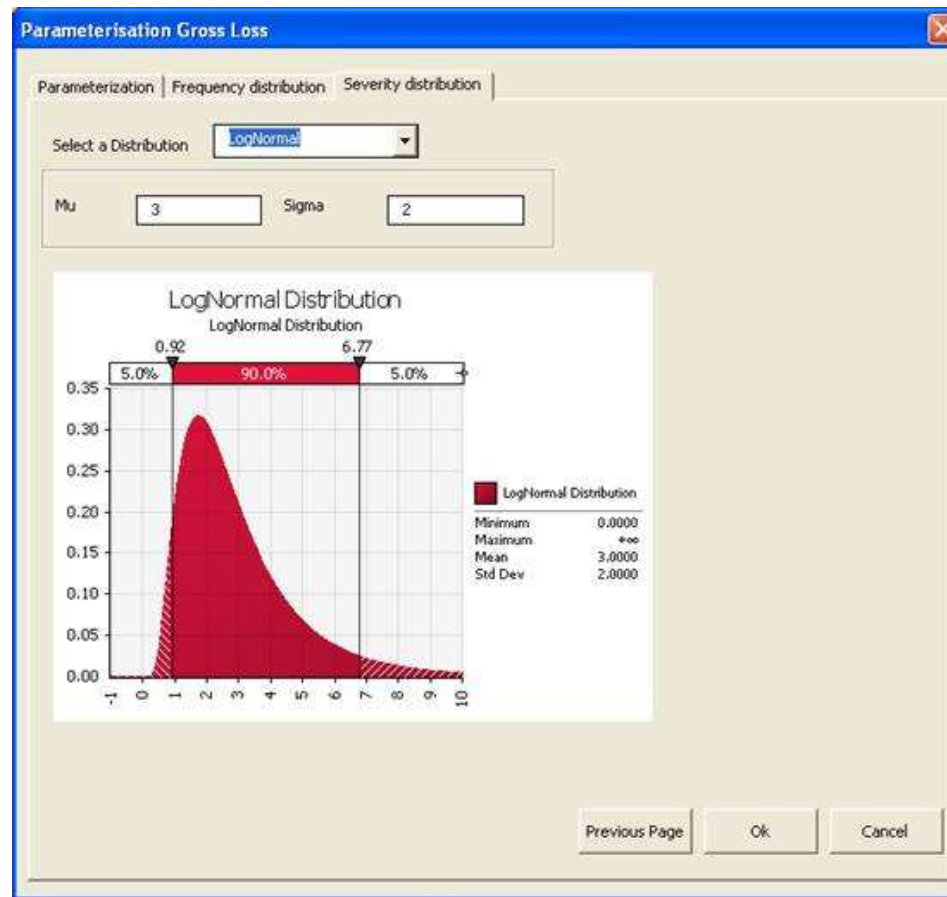 Parameterisation Gross Loss
Parameterization Frequency distribution Severity distribution
Select a Distribution LogNormal
Mu 3 Sigma 2
LogNormal Distribution
LogNormal Distribution
0.92 6.77
5.0% 90.0% 5.0%
0.35
0.30
0.25
0.20
0.15
0.10
0.05
0.00
-1 0 1 2 3 4 5 6 7 8 9 10
LogNormal Distribution
Minimum 0.0000
Maximum +∞
Mean 3.0000
Std Dev 2.0000
Previous Page Ok Cancel